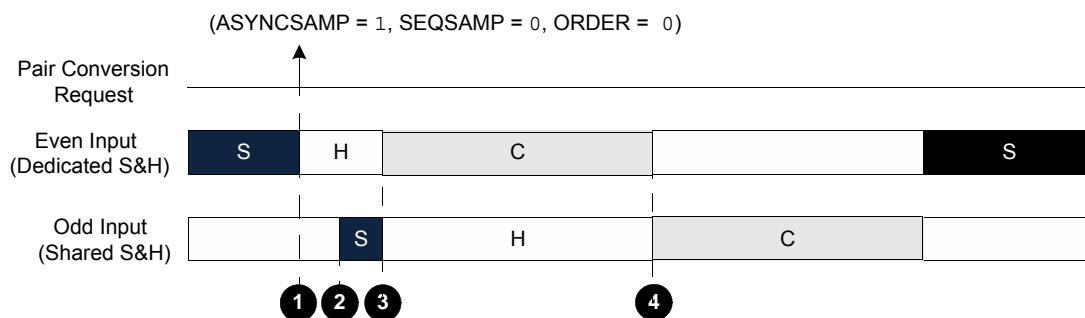 (ASYNCSAMP = 1, SEQSAMP = 0, ORDER = 0)
Pair Conversion
Request
Even Input
(Dedicated S&H)
S H C S
Odd Input
(Shared S&H)
S H C
1 2 3 4